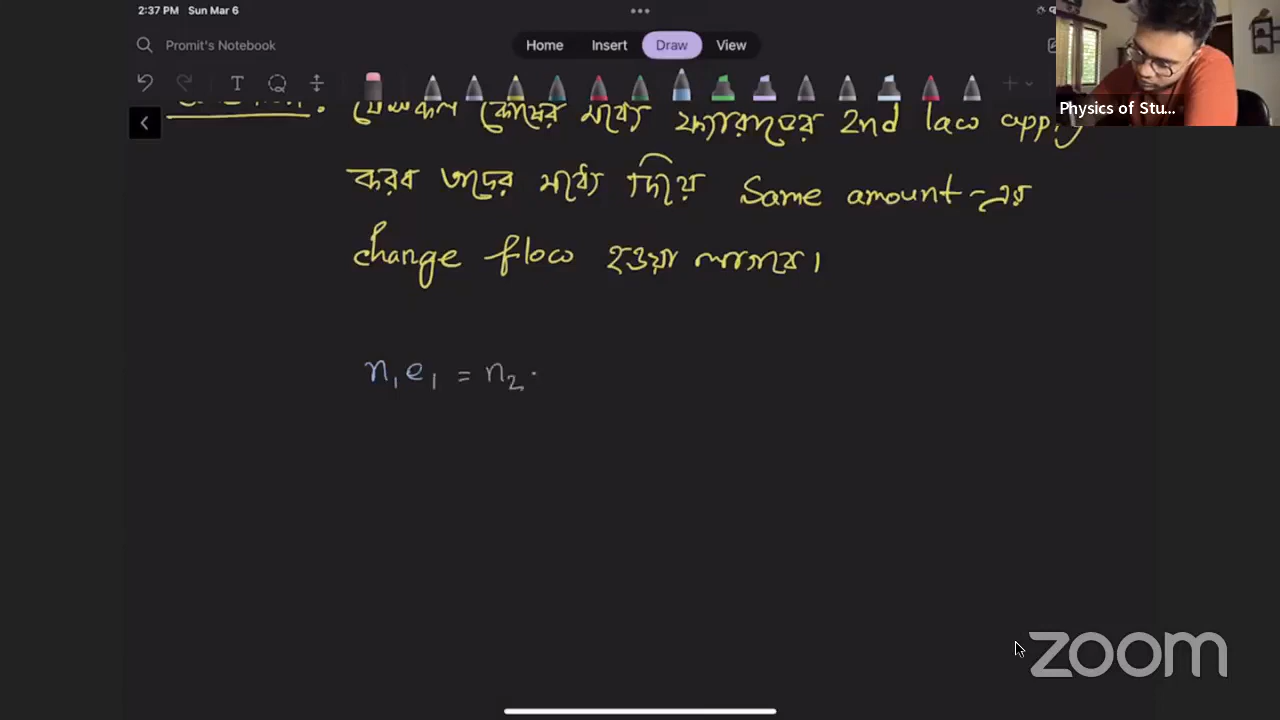 2:37 PM Sun Mar 6
Promit's Notebook
Home Insert Draw View
Physics of Stu...
যেসকল কোষের মধ্যে ফ্যারাডের 2nd law apply
করব তাদের মধ্যে দিয়ে Same amount-এর
change flow হওয়া লাগবে।
n₁e₁ = n₂
zoom